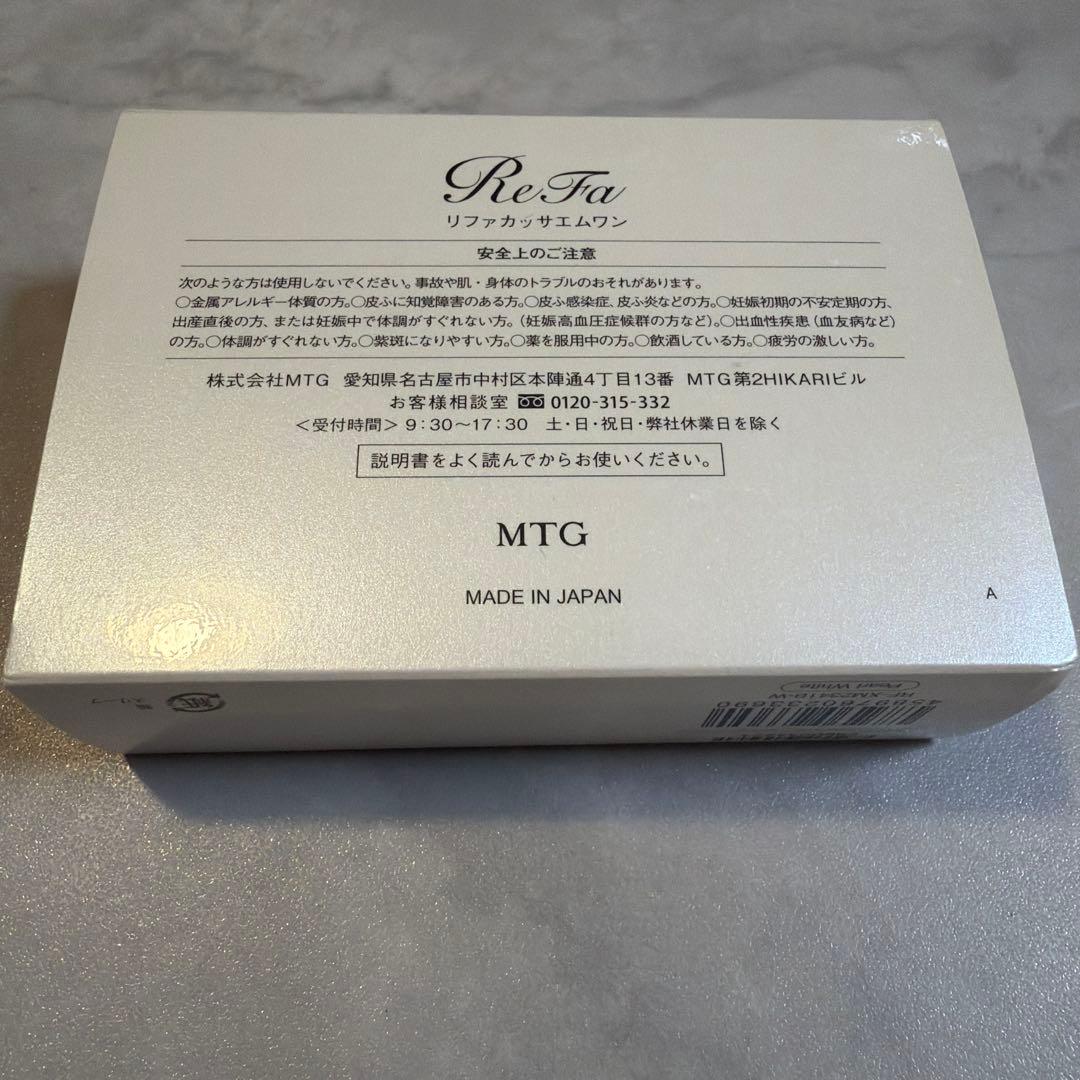 ReFa
リファカッサエムワン
安全上のご注意
次のような方は使用しないでください。事故や肌・身体のトラブルのおそれがあります。
○金属アレルギー体質の方。○皮ふに知覚障害のある方。○皮ふ感染症、皮ふ炎などの方。○妊娠初期の不安定期の方、
出産直後の方、または妊娠中で体調がすぐれない方。(妊娠高血圧症候群の方など)。○出血性疾患(血友病など)
の方。○体調がすぐれない方。○紫斑になりやすい方。○薬を服用中の方。○飲酒している方。○疲労の激しい方。
株式会社MTG 愛知県名古屋市中村区本陣通4丁目13番 MTG第2HIKARIビル
お客様相談室 0120-315-332
＜受付時間＞9:30～17:30 土・日・祝日・弊社休業日を除く
説明書をよく読んでからお使いください。
MTG
MADE IN JAPAN
A
紙
Pearl White